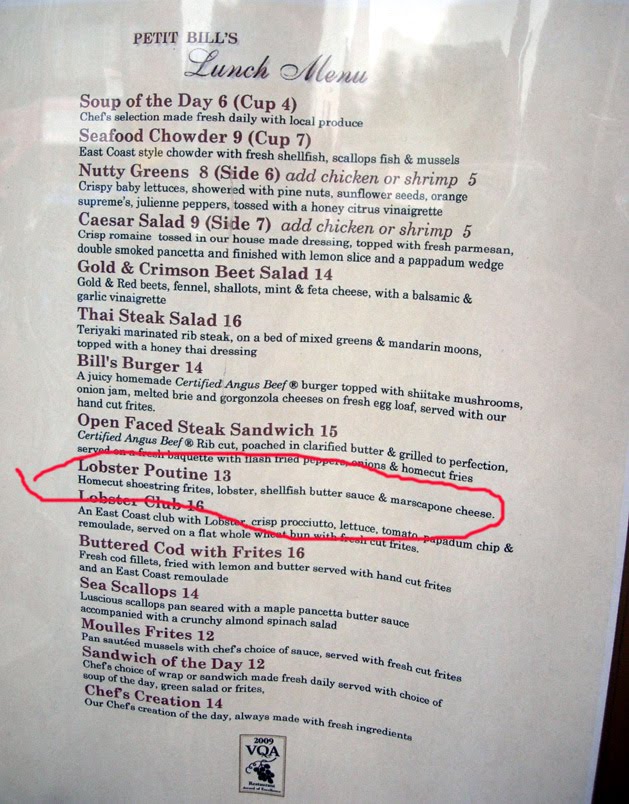 PETIT BILL'S
Lunch Menu
Soup of the Day 6 (Cup 4)
Chef's selection made fresh daily with local produce
Seafood Chowder 9 (Cup 7)
East Coast style chowder with fresh shellfish, scallops fish & mussels
Nutty Greens 8 (Side 6) add chicken or shrimp 5
Crispy baby lettuces, showered with pine nuts, sunflower seeds, orange
supreme's, julienne peppers, tossed with a honey citrus vinaigrette
Caesar Salad 9 (Side 7) add chicken or shrimp 5
Crisp romaine tossed in our house made dressing, topped with fresh parmesan,
double smoked pancetta and finished with lemon slice and a pappadum wedge
Gold & Crimson Beet Salad 14
Gold & Red beets, fennel, shallots, mint & feta cheese, with a balsamic &
garlic vinaigrette
Thai Steak Salad 16
Teriyaki marinated rib steak, on a bed of mixed greens & mandarin moons,
topped with a honey thai dressing
Bill's Burger 14
A juicy homemade Certified Angus Beef ® burger topped with shiitake mushrooms,
onion jam, melted brie and gorgonzola cheeses on fresh egg loaf, served with our
hand cut frites.
Open Faced Steak Sandwich 15
Certified Angus Beef ® Rib cut, poached in clarified butter & grilled to perfection,
served on a fresh baquette with flash fried peppers, onions & homecut fries
Lobster Poutine 13
Homecut shoestring frites, lobster, shellfish butter sauce & marscapone cheese.
Lobster Club 16
An East Coast club with Lobster, crisp procciutto, lettuce, tomato, papadum chip &
remoulade, served on a flat whole wheat bun with fresh cut frites.
Buttered Cod with Frites 16
Fresh cod fillets, fried with lemon and butter served with hand cut frites
and an East Coast remoulade
Sea Scallops 14
Luscious scallops pan seared with a maple pancetta butter sauce
accompanied with a crunchy almond spinach salad
Moulles Frites 12
Pan sautéed mussels with chef's choice of sauce, served with fresh cut frites
Sandwich of the Day 12
Chef's choice of wrap or sandwich made fresh daily served with choice of
soup of the day, green salad or frites,
Chef's Creation 14
Our Chef's creation of the day, always made with fresh ingredients
2009
VQA
Restaurant
Award of Excellence